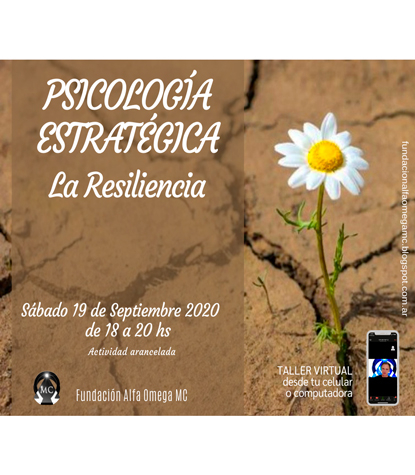 PSICOLOGÍA
ESTRATÉGICA
La Resiliencia
Sábado 19 de Septiembre 2020
de 18 a 20 hs
Actividad arancelada
MC
Fundación Alfa Omega MC
TALLER VIRTUAL
desde tu celular
o computadora
fundacionalfaomegamc.blogspot.com.ar